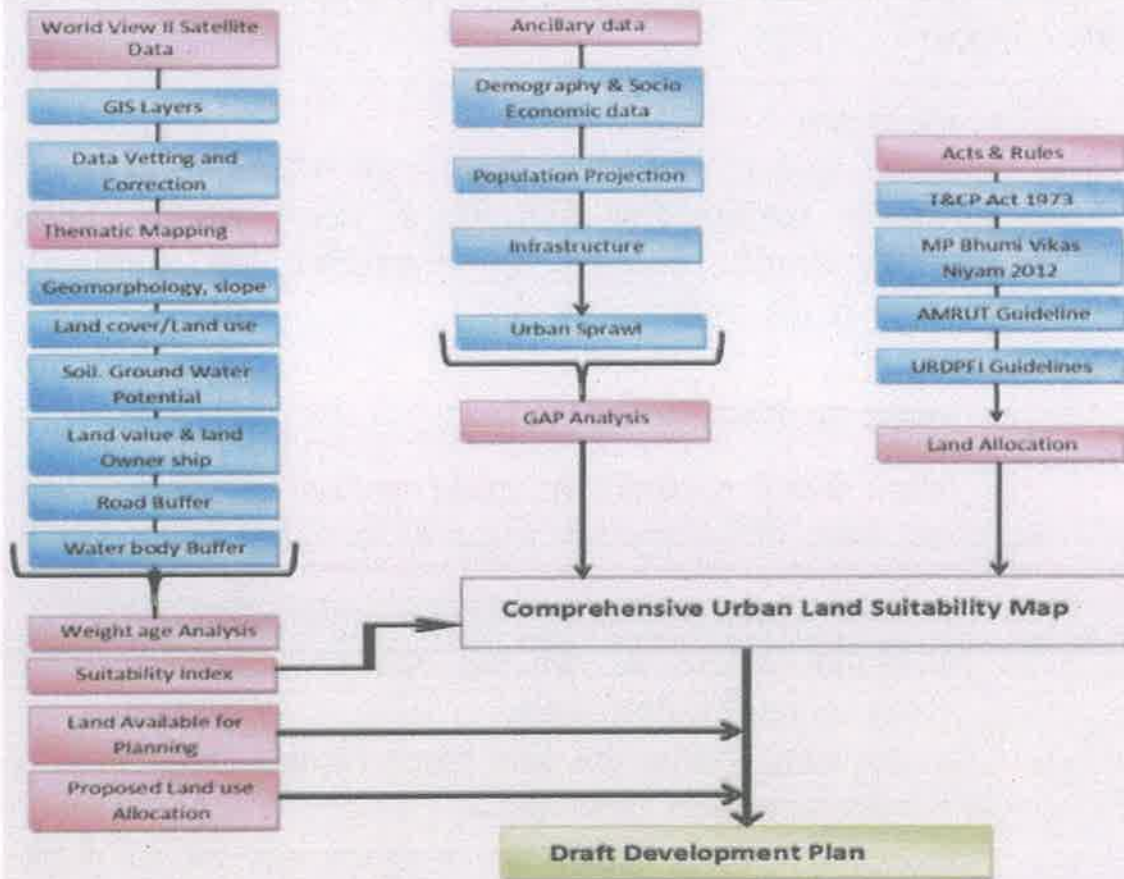 World View II Satellite
Data
GIS Layers
Data Vetting and
Correction
Thematic Mapping
Geomorphology, slope
Land cover/Land use
Soil. Ground Water
Potential
Land value & land
Owner ship
Road Buffer
Water body Buffer
Weight age Analysis
Suitability Index
Land Available for
Planning
Proposed Land use
Allocation
Ancillary data
Demography & Socio
Economic data
Population Projection
Infrastructure
Urban Sprawl
GAP Analysis
Acts & Rules
T&CP Act 1973
MP Bhumi Vikas
Niyam 2012
AMRUT Guideline
URDPFI Guidelines
Land Allocation
Comprehensive Urban Land Suitability Map
Draft Development Plan